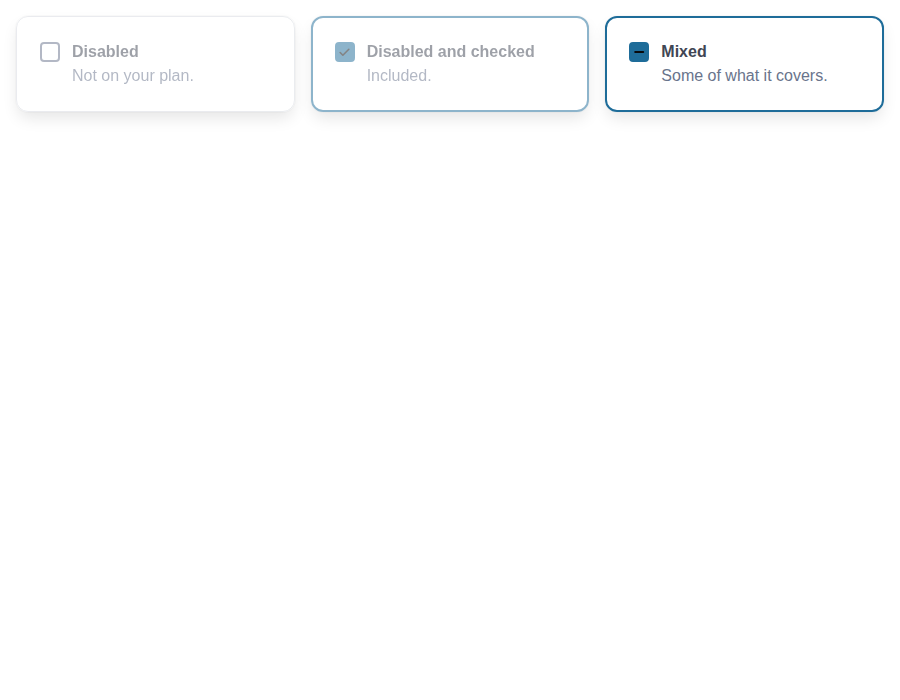 Disabled
Not on your plan.
Disabled and checked
Included.
Mixed
Some of what it covers.